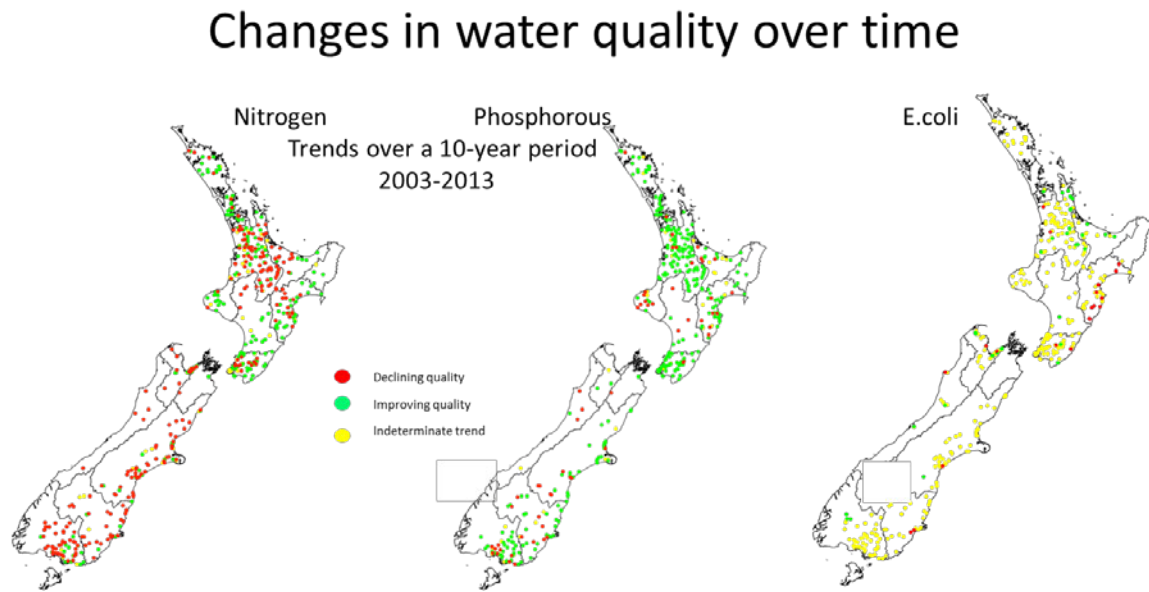 Changes in water quality over time
Nitrogen
Phosphorous
E.coli
Trends over a 10-year period
2003-2013
Declining quality
Improving quality
Indeterminate trend